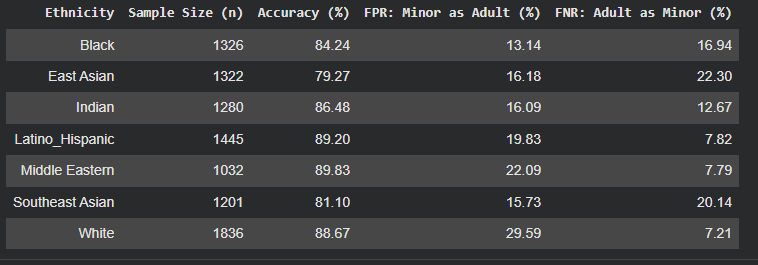 Ethnicity Sample Size (n) Accuracy (%) FPR: Minor as Adult (%) FNR: Adult as Minor (%)
Black 1326 84.24 13.14 16.94
East Asian 1322 79.27 16.18 22.30
Indian 1280 86.48 16.09 12.67
Latino_Hispanic 1445 89.20 19.83 7.82
Middle Eastern 1032 89.83 22.09 7.79
Southeast Asian 1201 81.10 15.73 20.14
White 1836 88.67 29.59 7.21